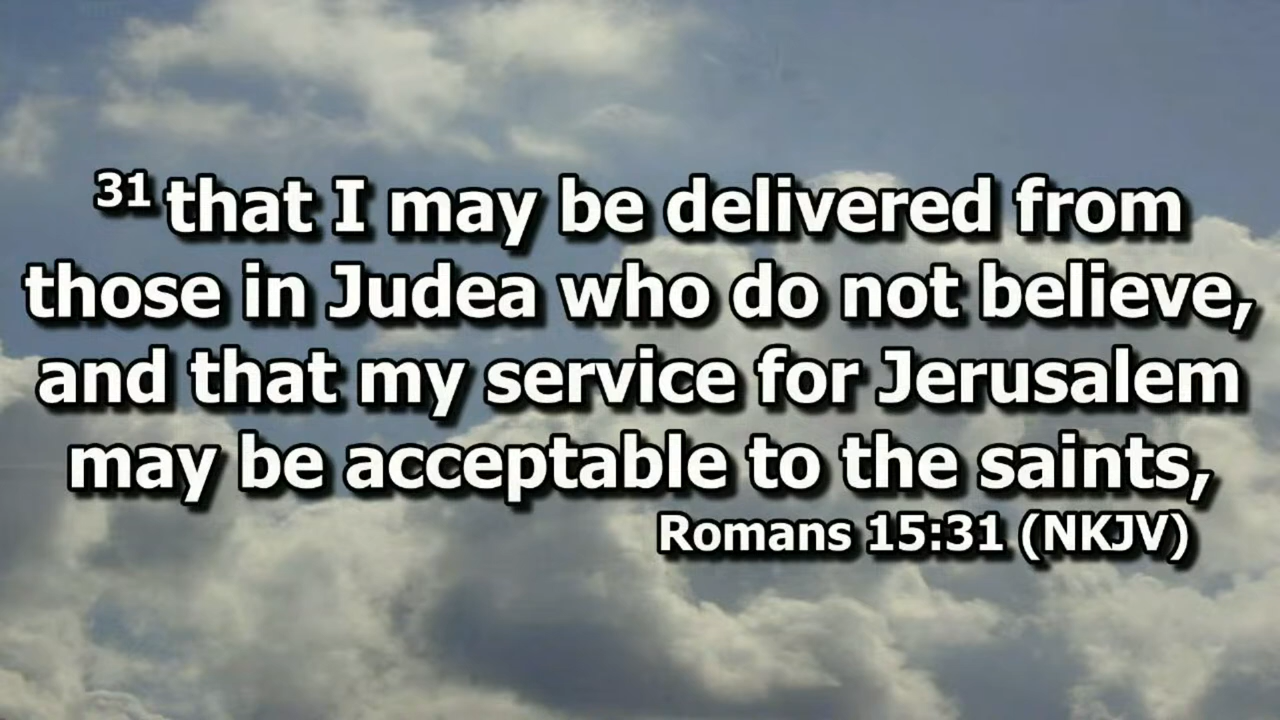 31 that I may be delivered from
those in Judea who do not believe,
and that my service for Jerusalem
may be acceptable to the saints,
Romans 15:31 (NKJV)